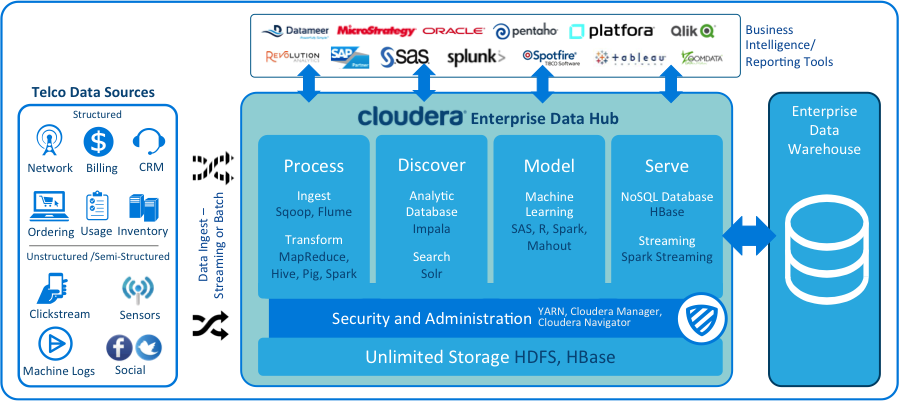 Datameer
MicroStrategy
ORACLE
pentaho
platfora
Qlik
REVOLUTION
ANALYTICS
SAP
Partner
sas
splunk>
Spotfire
TIBCO Software
+ableau
ZOOMDATA
Business
Intelligence/
Reporting Tools
Telco Data Sources
Structured
Network
Billing
CRM
Ordering
Usage
Inventory
Unstructured /Semi-Structured
Clickstream
Sensors
Machine Logs
Social
Data Ingest –
Streaming or Batch
cloudera Enterprise Data Hub
Process
Ingest
Sqoop, Flume
Transform
MapReduce,
Hive, Pig, Spark
Discover
Analytic
Database
Impala
Search
Solr
Model
Machine
Learning
SAS, R, Spark,
Mahout
Serve
NoSQL Database
HBase
Streaming
Spark Streaming
Security and Administration YARN, Cloudera Manager,
Cloudera Navigator
Unlimited Storage HDFS, HBase
Enterprise
Data
Warehouse